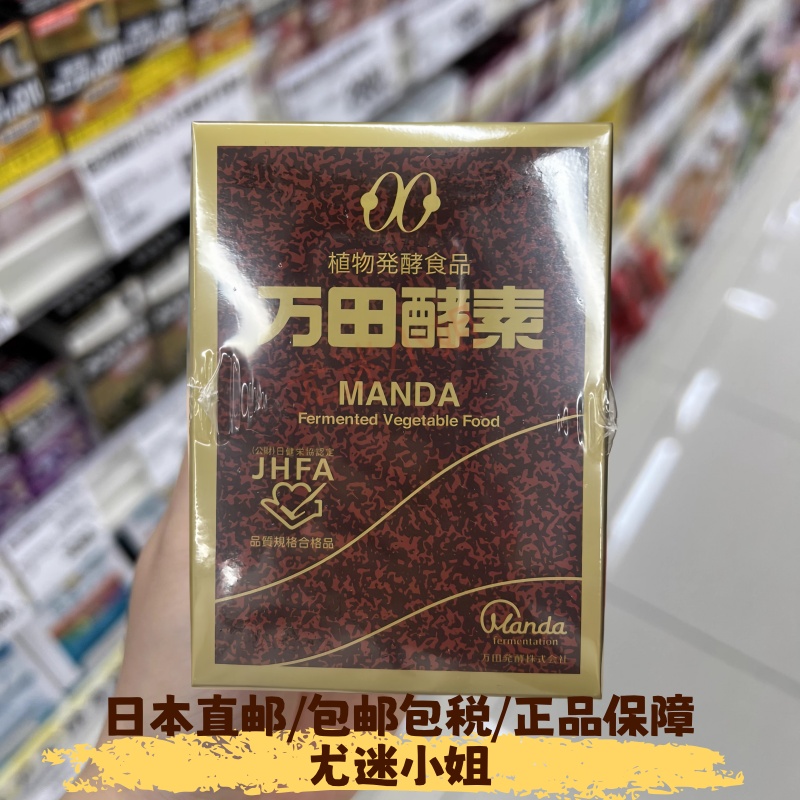 植物発酵食品
万田酵素
MANDA
Fermented Vegetable Food
(公財)日健栄協認定
JHFA
品質規格合格品
Manda
fermentation
万田発酵株式会社
日本直邮/包邮包税/正品保障
尤迷小姐